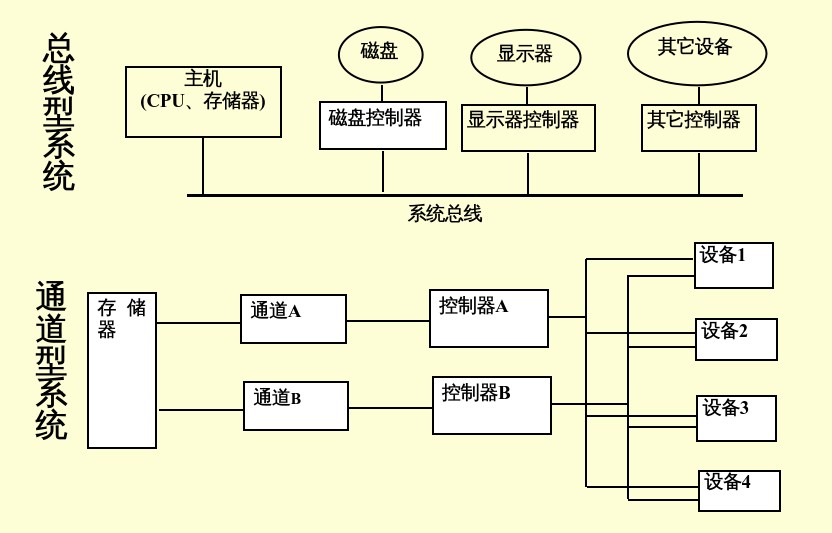 总线型系统
磁盘
显示器
其它设备
主机
(CPU、存储器)
磁盘控制器
显示器控制器
其它控制器
系统总线
通道型系统
存 储
器
通道A
控制器A
设备1
设备2
通道B
控制器B
设备3
设备4